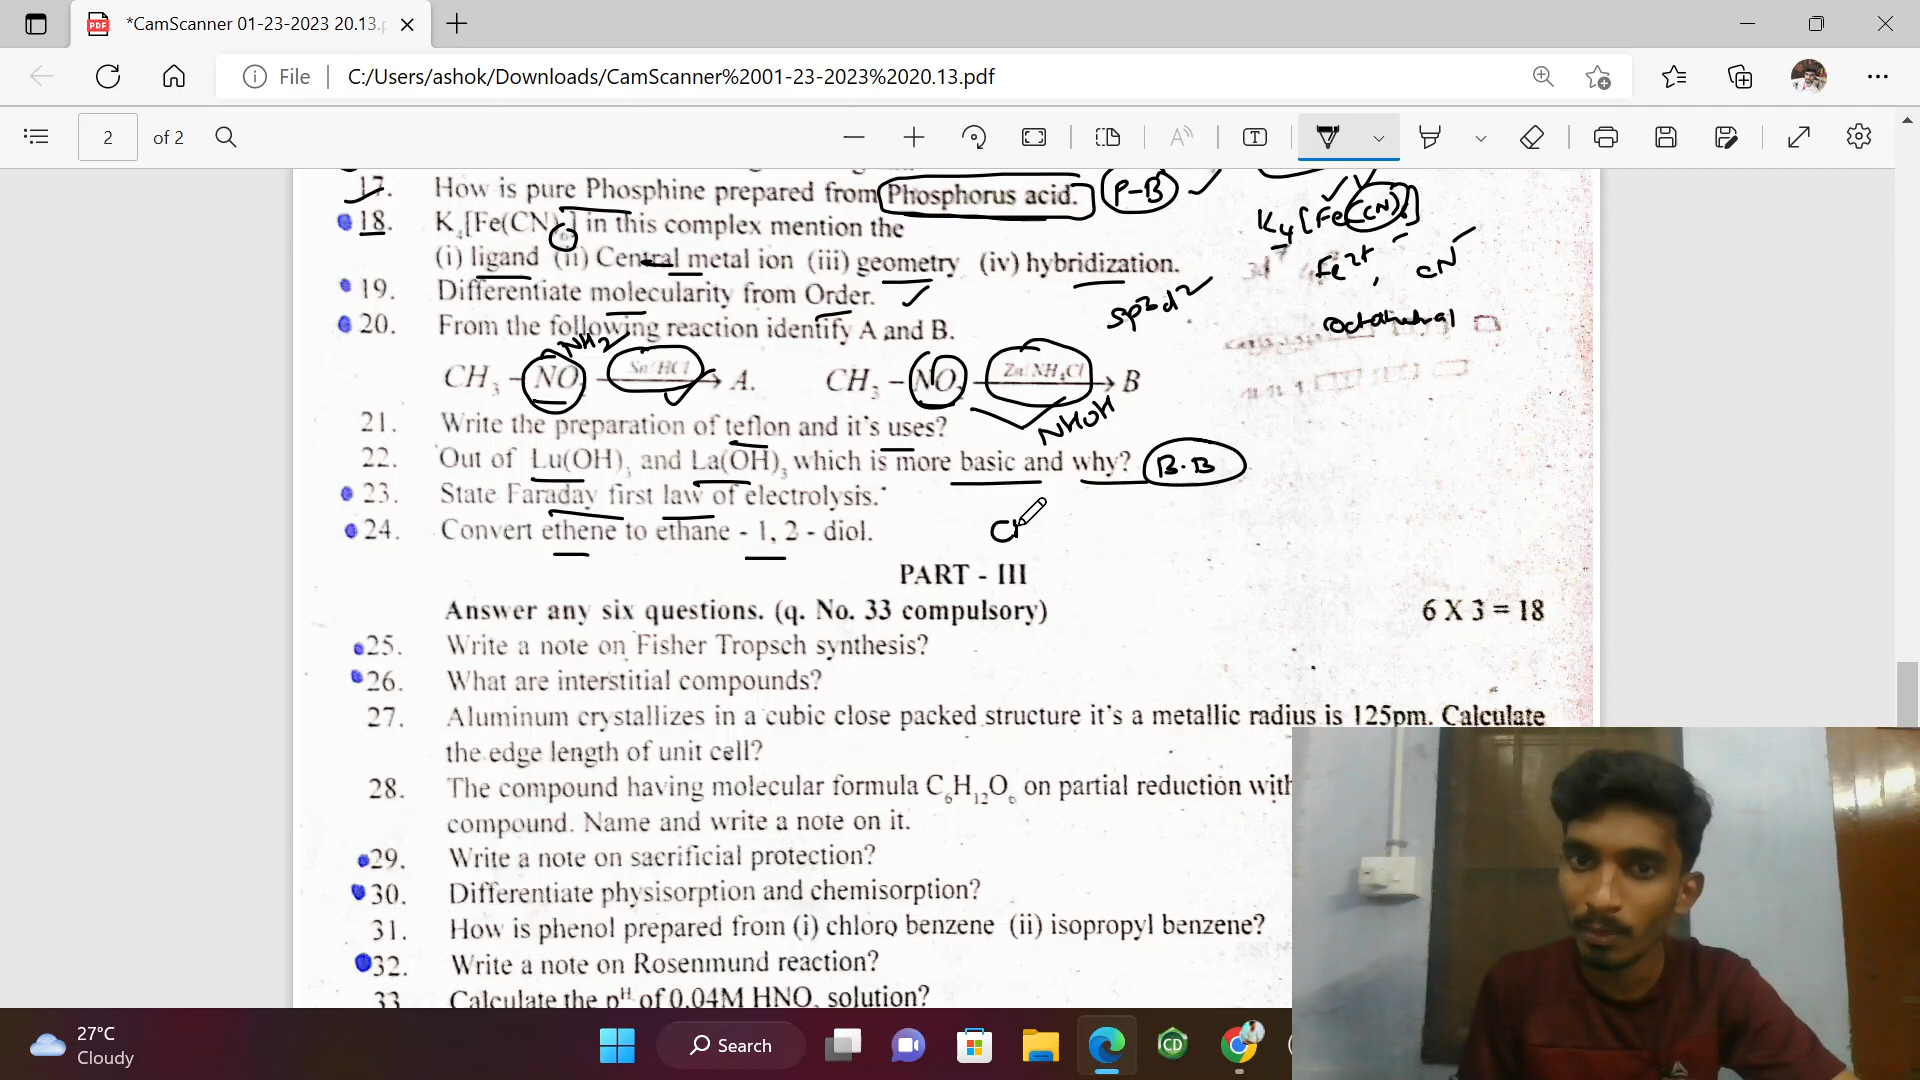 *CamScanner 01-23-2023 20.13.p
File
C:/Users/ashok/Downloads/CamScanner%2001-23-2023%2020.13.pdf
2 of 2
17. How is pure Phosphine prepared from Phosphorus acid. P-B
18. K4[Fe(CN)6] in this complex mention the
K4[Fe(CN)6]
(i) ligand (ii) Central metal ion (iii) geometry (iv) hybridization.
Fe2+, CN-
19. Differentiate molecularity from Order.
sp3d2
octahedral
20. From the following reaction identify A and B.
NH2
CH3 - NO2 Sn/HCl A. CH3 - NO2 Zn/NH4Cl B
NHOH
21. Write the preparation of teflon and it's uses?
22. Out of Lu(OH)3 and La(OH)3 which is more basic and why? B.B
23. State Faraday first law of electrolysis.
24. Convert ethene to ethane - 1, 2 - diol.
PART - III
Answer any six questions. (q. No. 33 compulsory) 6 X 3 = 18
25. Write a note on Fisher Tropsch synthesis?
26. What are interstitial compounds?
27. Aluminum crystallizes in a cubic close packed structure it's a metallic radius is 125pm. Calculate
the edge length of unit cell?
28. The compound having molecular formula C6H12O6 on partial reduction with
compound. Name and write a note on it.
29. Write a note on sacrificial protection?
30. Differentiate physisorption and chemisorption?
31. How is phenol prepared from (i) chloro benzene (ii) isopropyl benzene?
32. Write a note on Rosenmund reaction?
33. Calculate the pH of 0.04M HNO3 solution?
27°C
Cloudy
Search
CD